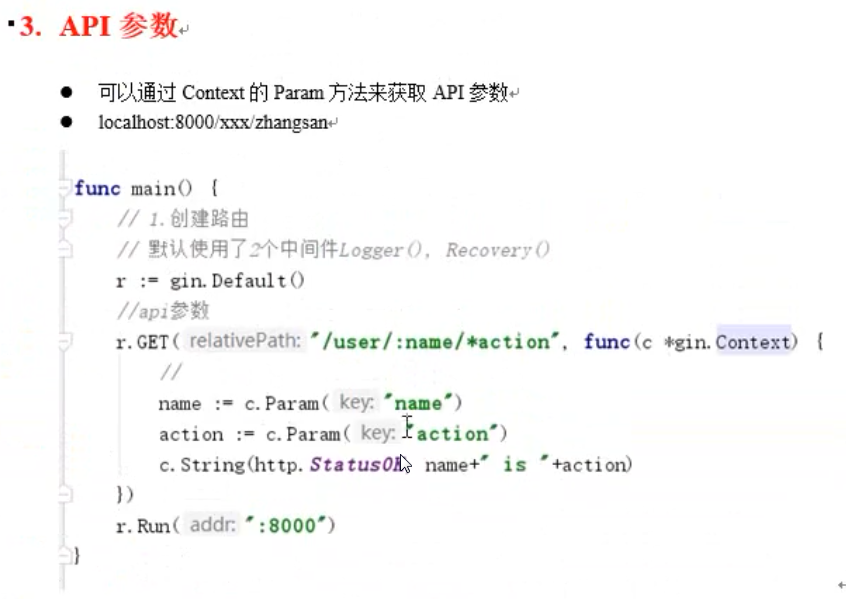 3. API 参数
可以通过 Context 的 Param 方法来获取 API 参数
localhost:8000/xxx/zhangsan
func main() {
// 1.创建路由
// 默认使用了2个中间件Logger(), Recovery()
r := gin.Default()
//api参数
r.GET( relativePath: "/user/:name/*action", func(c *gin.Context) {
//
name := c.Param( key: "name")
action := c.Param( key: "action")
c.String(http. name+" is "+action)
})
r.Run( addr: ":8000")
}